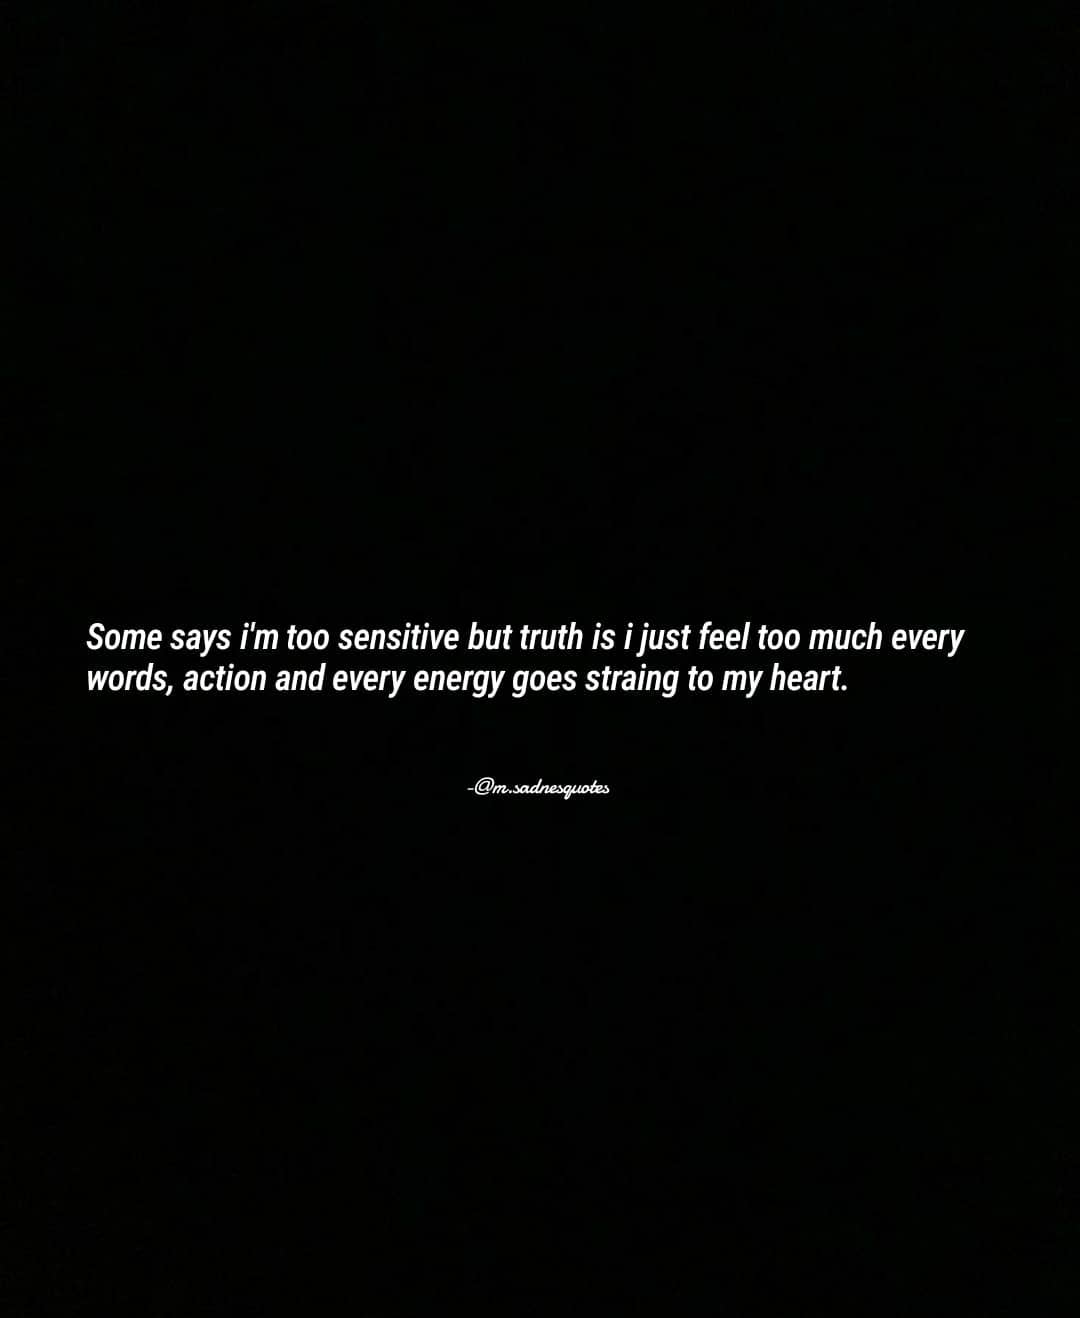 Some says i'm too sensitive but truth is i just feel too much every
words, action and every energy goes straing to my heart.
-@m.sadnesquotes